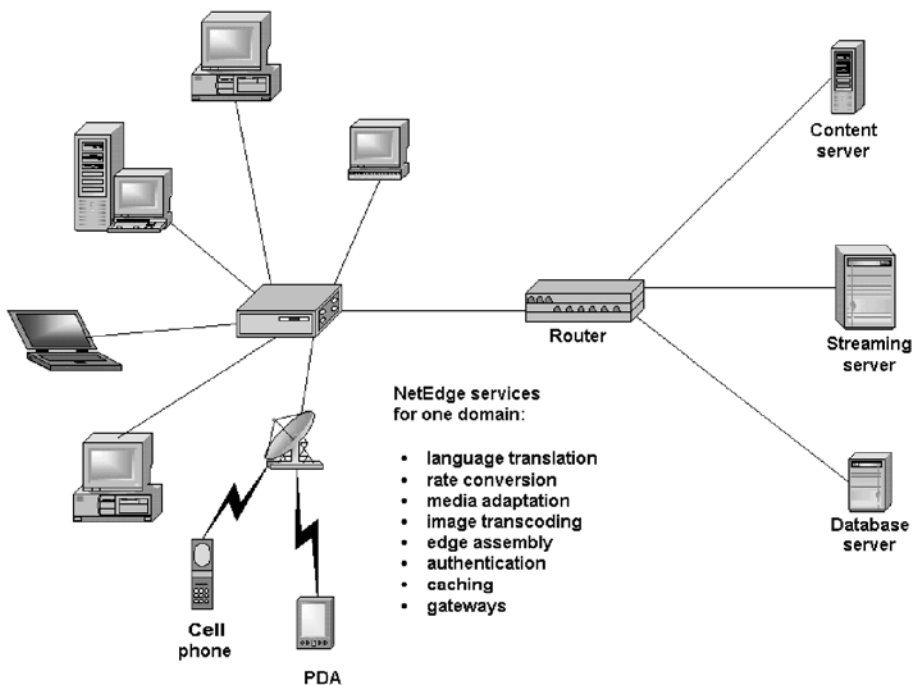 Content
server
Router
Streaming
server
NetEdge services
for one domain:
• language translation
• rate conversion
• media adaptation
• image transcoding
• edge assembly
• authentication
• caching
• gateways
Database
server
Cell
phone
PDA